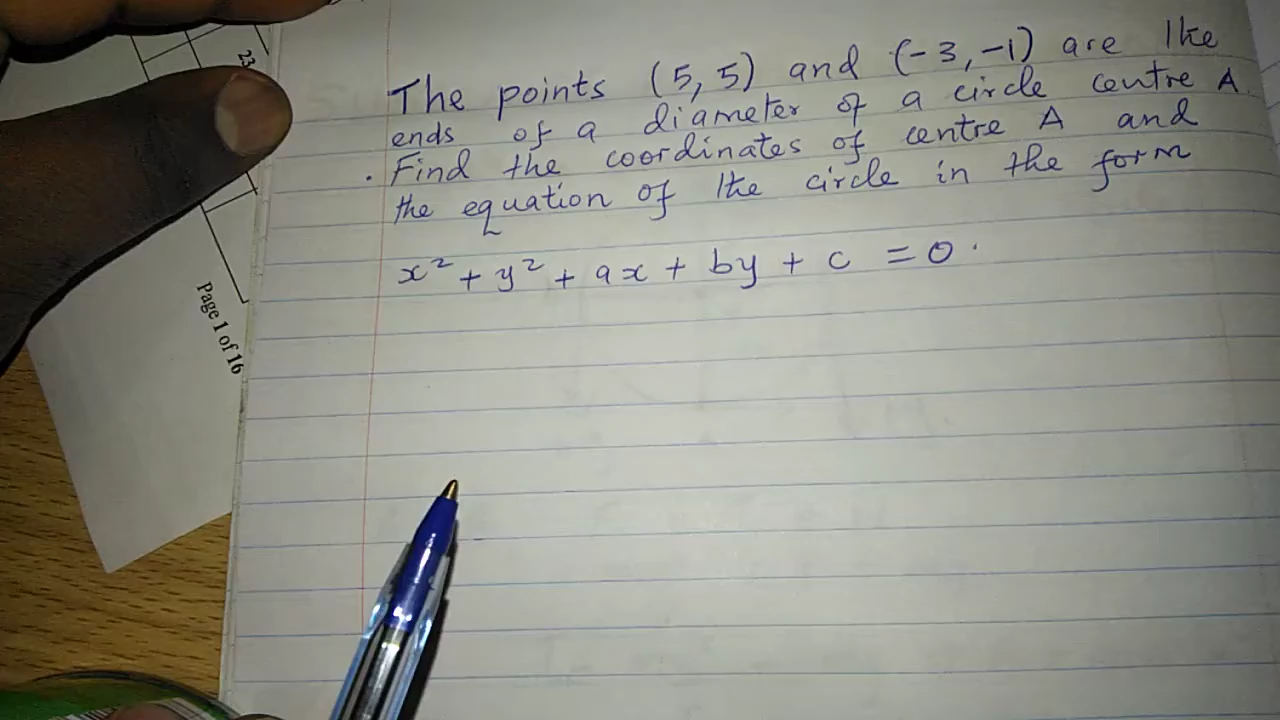 The points (5, 5) and (-3, -1) are the
ends of a diameter of a circle centre A.
Find the coordinates of centre A and
the equation of the circle in the form
x² + y² + ax + by + c = 0.
23
Page 1 of 16